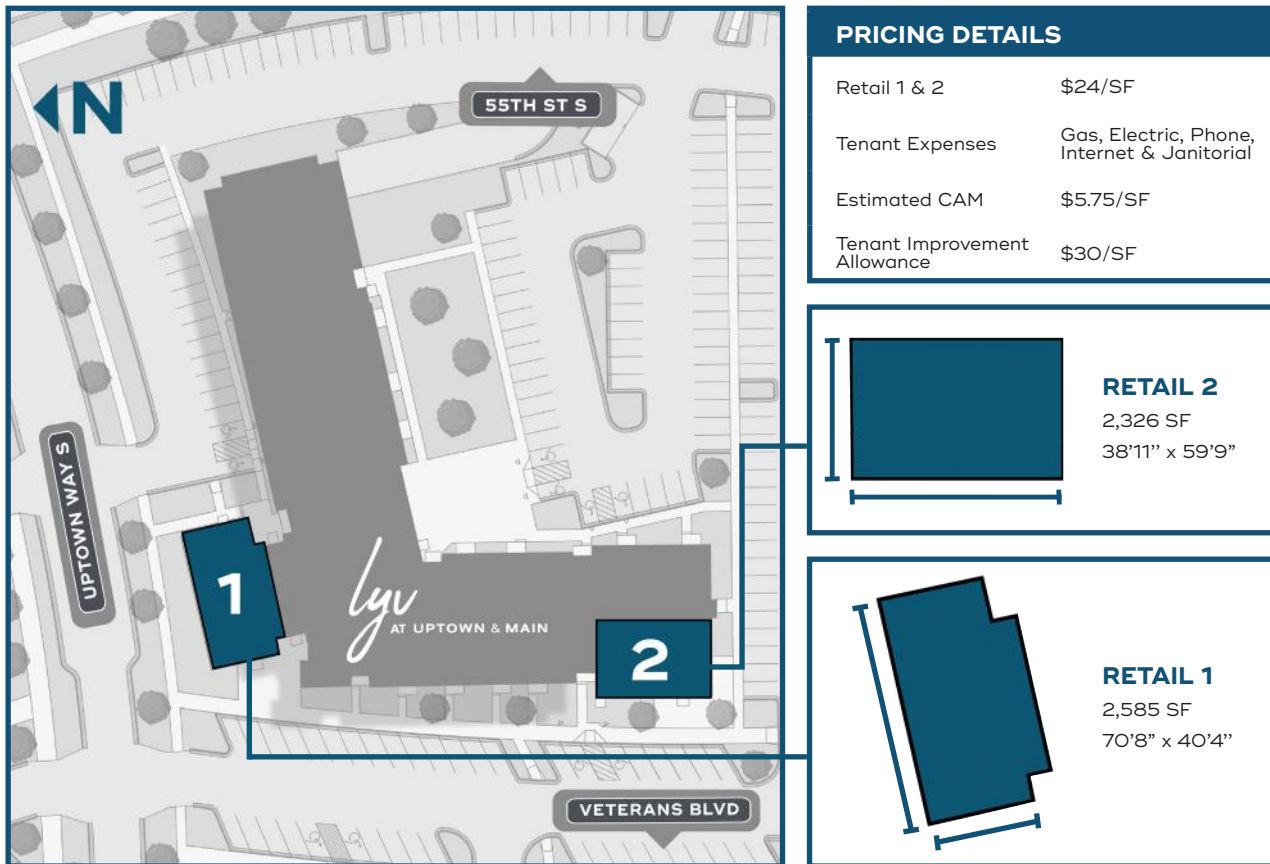 N
55TH ST S
UPTOWN WAY S
1
lyv
AT UPTOWN & MAIN
2
VETERANS BLVD
PRICING DETAILS
Retail 1 & 2 $24/SF
Tenant Expenses Gas, Electric, Phone,
Internet & Janitorial
Estimated CAM $5.75/SF
Tenant Improvement
Allowance $30/SF
RETAIL 2
2,326 SF
38'11'' x 59'9"
RETAIL 1
2,585 SF
70'8" x 40'4''